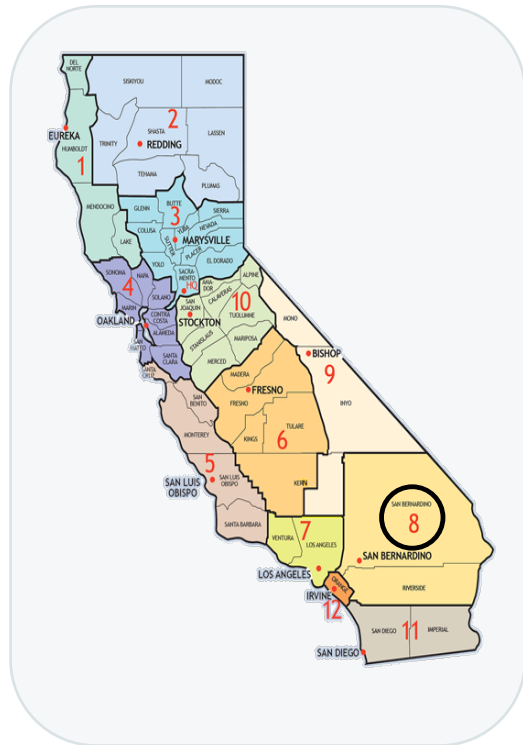 DEL
NORTE
SISKIYOU
MODOC
EUREKA
HUMBOLDT
1
TRINITY
SHASTA
2
REDDING
LASSEN
TEHAMA
PLUMAS
MENDOCINO
LAKE
GLENN
BUTTE
3
COLUSA
YUBA
SUTTER
SIERRA
NEVADA
MARYSVILLE
PLACER
YOLO
EL DORADO
SACRA-
MENTO
HQ
SONOMA
NAPA
4
SOLANO
MARIN
CONTRA
COSTA
OAKLAND
ALAMEDA
SAN
MATEO
SANTA
CLARA
SANTA
CRUZ
ALPINE
AMA-
DOR
CALAVERAS
10
SAN
JOAQUIN
STOCKTON
TUOLUMNE
STANISLAUS
MARIPOSA
MERCED
MONO
BISHOP
9
INYO
MADERA
FRESNO
FRESNO
TULARE
KINGS
6
KERN
SAN
BENITO
MONTEREY
5
SAN LUIS
OBISPO
SAN LUIS
OBISPO
SANTA BARBARA
7
VENTURA
LOS ANGELES
LOS ANGELES
SAN BERNARDINO
8
SAN BERNARDINO
RIVERSIDE
ORANGE
IRVINE
12
SAN DIEGO
11
IMPERIAL
SAN DIEGO